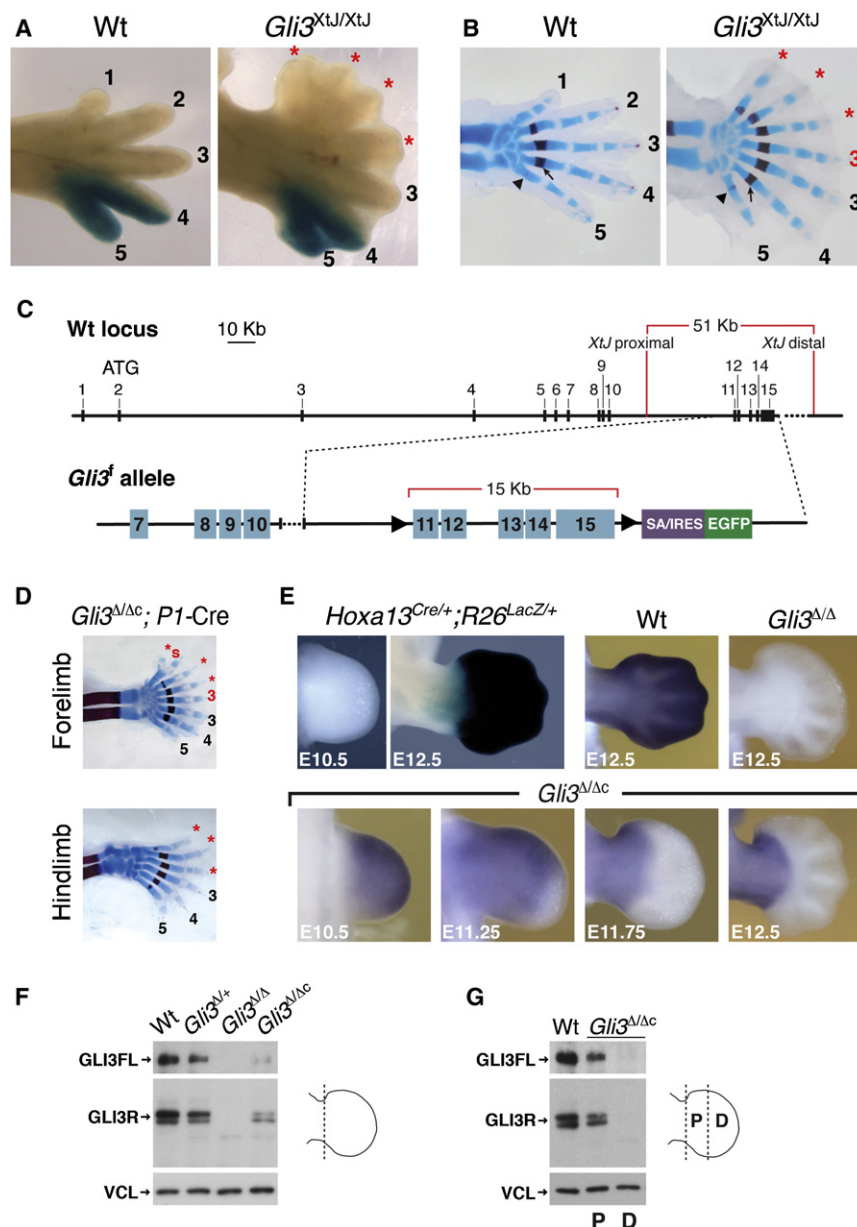 A Wt Gli3XtJ/XtJ
* * *
1 2 3 4 5
3 4 5
B Wt Gli3XtJ/XtJ
* * *
1 2 3 4 5
3 3 4 5
C
Wt locus
10 Kb
51 Kb
XtJ proximal
XtJ distal
ATG
1 2 3 4 5 6 7 8 9 10 11 12 13 14 15
Gli3f allele
15 Kb
7 8 9 10 11 12 13 14 15 SA/IRES EGFP
D
Gli3Δ/Δc; P1-Cre
Forelimb
*s * * 3 3 4 5
Hindlimb
* * * 3 4 5
E
Hoxa13Cre/+;R26LacZ/+ Wt Gli3Δ/Δ
E10.5 E12.5 E12.5 E12.5
Gli3Δ/Δc
E10.5 E11.25 E11.75 E12.5
F
Wt Gli3Δ/+ Gli3Δ/Δ Gli3Δ/Δc
GLI3FL→
GLI3R→
VCL→
G
Wt Gli3Δ/Δc
GLI3FL→
GLI3R→
P D
VCL→
P D